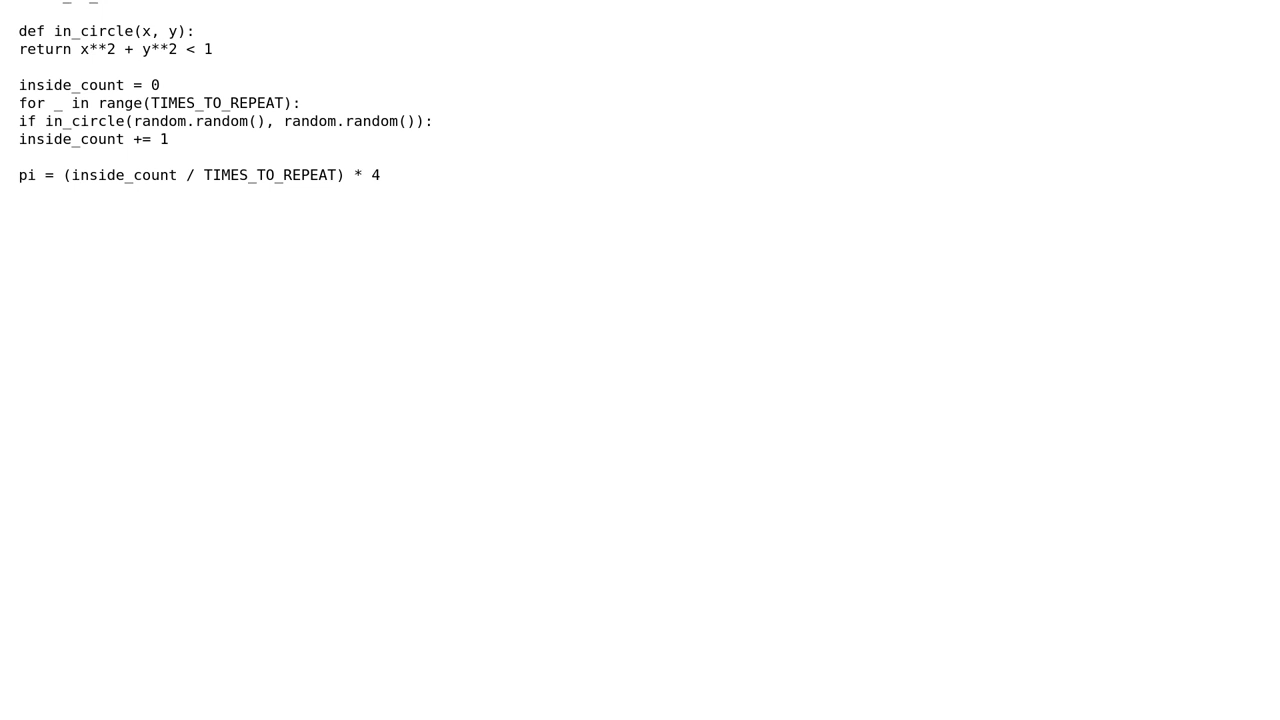 def in_circle(x, y):
return x**2 + y**2 < 1
inside_count = 0
for _ in range(TIMES_TO_REPEAT):
if in_circle(random.random(), random.random()):
inside_count += 1
pi = (inside_count / TIMES_TO_REPEAT) * 4